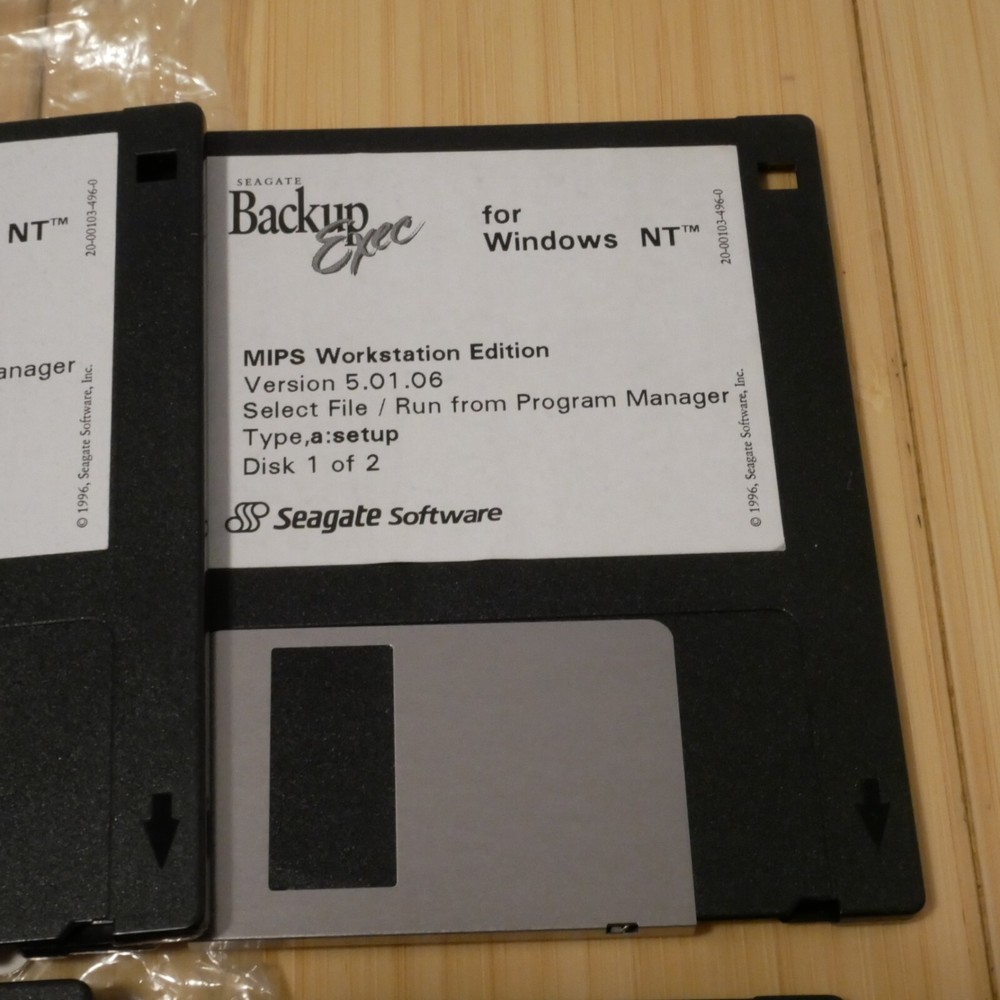 NT™
20-00103-496-0
anager
© 1996, Seagate Software, Inc.
SEAGATE
Backup
Exec
for
Windows NT™
20-00103-496-0
MIPS Workstation Edition
Version 5.01.06
Select File / Run from Program Manager
Type,a:setup
Disk 1 of 2
Seagate Software
© 1996, Seagate Software, Inc.